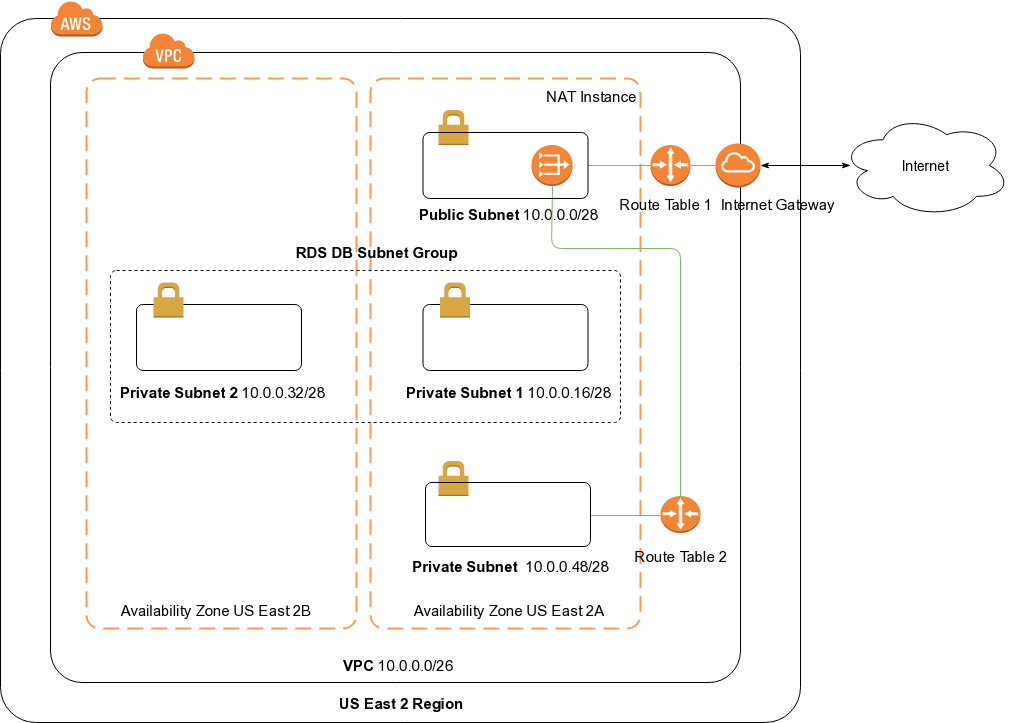 AWS
VPC
NAT Instance
Internet
Route Table 1
Internet Gateway
Public Subnet 10.0.0.0/28
RDS DB Subnet Group
Private Subnet 2 10.0.0.32/28
Private Subnet 1 10.0.0.16/28
Route Table 2
Private Subnet 10.0.0.48/28
Availability Zone US East 2B
Availability Zone US East 2A
VPC 10.0.0.0/26
US East 2 Region